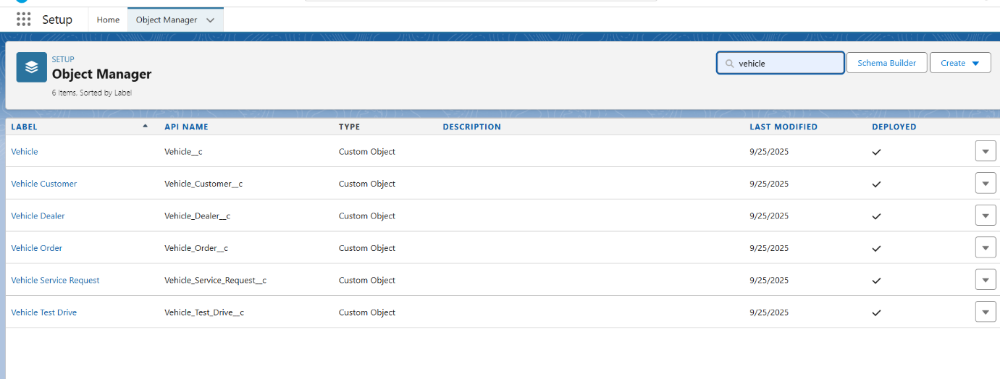 Setup Home Object Manager
SETUP
Object Manager
6 Items, Sorted by Label
vehicle Schema Builder Create
LABEL API NAME TYPE DESCRIPTION LAST MODIFIED DEPLOYED
Vehicle Vehicle__c Custom Object 9/25/2025
Vehicle Customer Vehicle_Customer__c Custom Object 9/25/2025
Vehicle Dealer Vehicle_Dealer__c Custom Object 9/25/2025
Vehicle Order Vehicle_Order__c Custom Object 9/25/2025
Vehicle Service Request Vehicle_Service_Request__c Custom Object 9/25/2025
Vehicle Test Drive Vehicle_Test_Drive__c Custom Object 9/25/2025